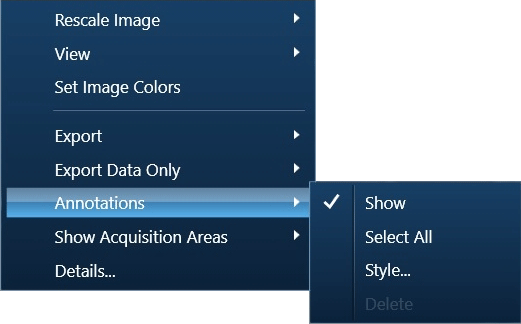 Rescale Image
View
Set Image Colors
Export
Export Data Only
Annotations
Show Acquisition Areas
Details...
Show
Select All
Style...
Delete